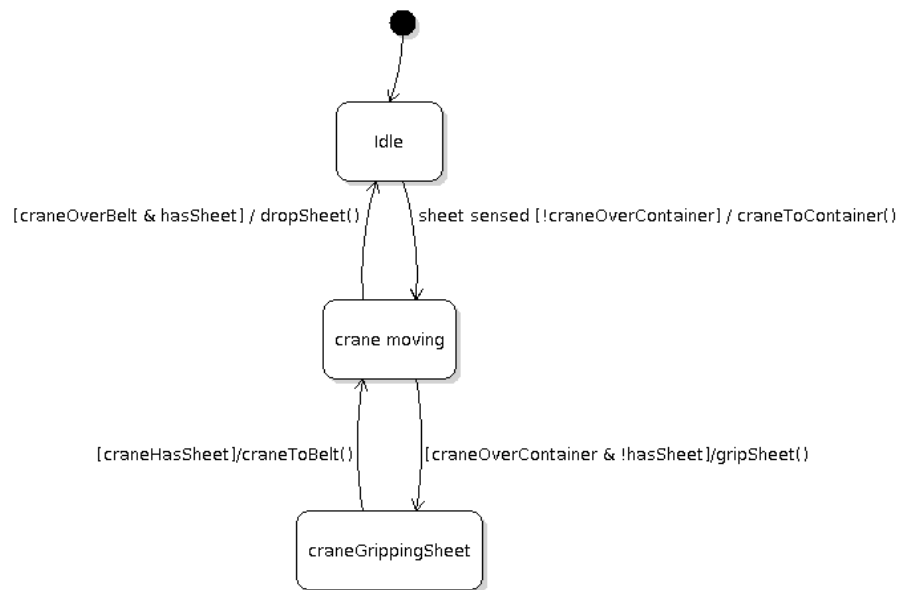 Idle
[craneOverBelt & hasSheet] / dropSheet()
sheet sensed [!craneOverContainer] / craneToContainer()
crane moving
[craneHasSheet]/craneToBelt()
[craneOverContainer & !hasSheet]/gripSheet()
craneGrippingSheet